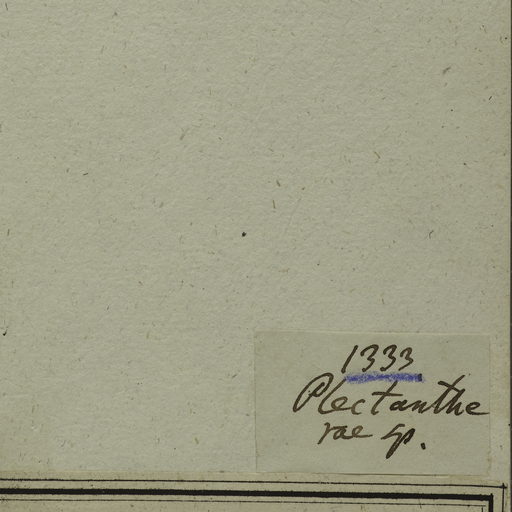 1333
Plectanthe
rae sp.